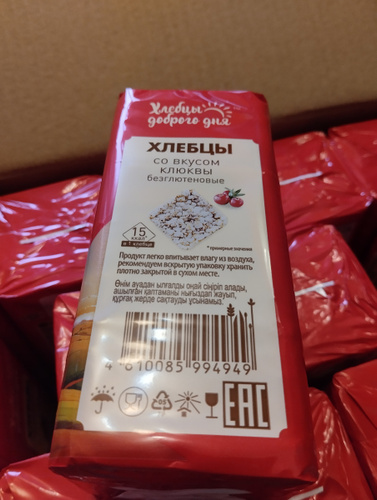 Хлебцы
доброго дня
ХЛЕБЦЫ
со вкусом
клюквы
безглютеновые
15
ккал
в 1 хлебце
* примерные значения
Продукт легко впитывает влагу из воздуха,
рекомендуем вскрытую упаковку хранить
плотно закрытой в сухом месте.
Өнім ауадан ылғалды оңай сіңіріп алады,
ашылған қаптаманы нығыздап жауып,
құрғақ жерде сақтауды ұсынамыз.
4 610085 994949
05
EAC